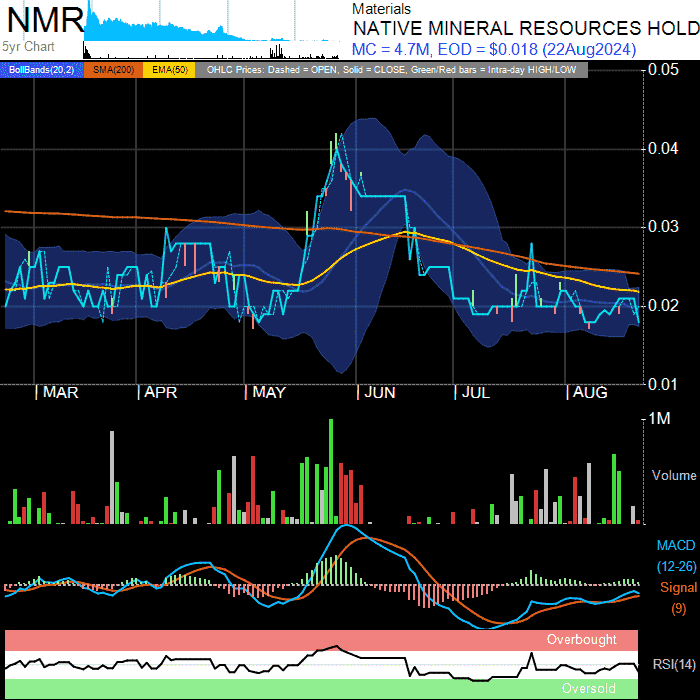 NMR
5yr Chart
Materials
NATIVE MINERAL RESOURCES HOLD
MC = 4.7M, EOD = $0.018 (22Aug2024)
BollBands(20,2) SMA(200) EMA(50) OHLC Prices: Dashed = OPEN, Solid = CLOSE, Green/Red bars = Intra-day HIGH/LOW
0.05
0.04
0.03
0.02
0.01
MAR APR MAY JUN JUL AUG
1M
Volume
MACD
(12-26)
Signal
(9)
Overbought
RSI(14)
Oversold